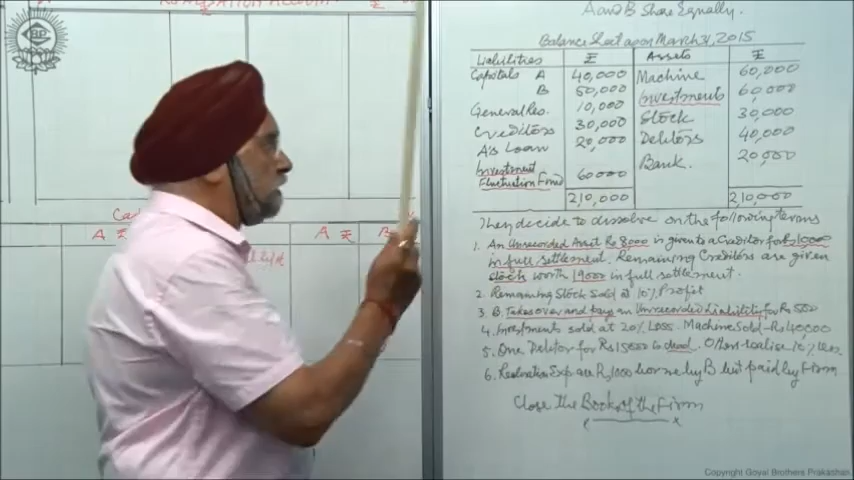 Realisation Account
₹
₹
A ₹
A ₹
B
A and B Share Equally.
Balance Sheet as on March 31, 2015
Liabilities ₹ Assets ₹
Capitals A 40,000 Machine 60,000
B 50,000 Investments 60,000
General Res. 10,000 Stock 30,000
Creditors 30,000 Debtors 40,000
A's Loan 20,000 Bank. 20,000
Investment
Fluctuation Fund 60000
210,000 210,000
They decide to dissolve on the following terms
1. An Unrecorded Asset Rs 8000 is given to a Creditor for Rs 11000
in full settlement. Remaining Creditors are given
stock worth 19000 in full settlement.
2. Remaining Stock sold at 10% Profit
3. B. Takes over and Unrecorded Liability for Rs 500
4. Investments sold at 20% Loss. Machine Sold - Rs 40000
5. One Debtor for Rs 15000 is dead. Others realise 10% less.
6. Realisation Exp are Rs 1000 borne by B but paid by Firm
Close the Books of the Firm
Copyright Goyal Brothers Prakashan